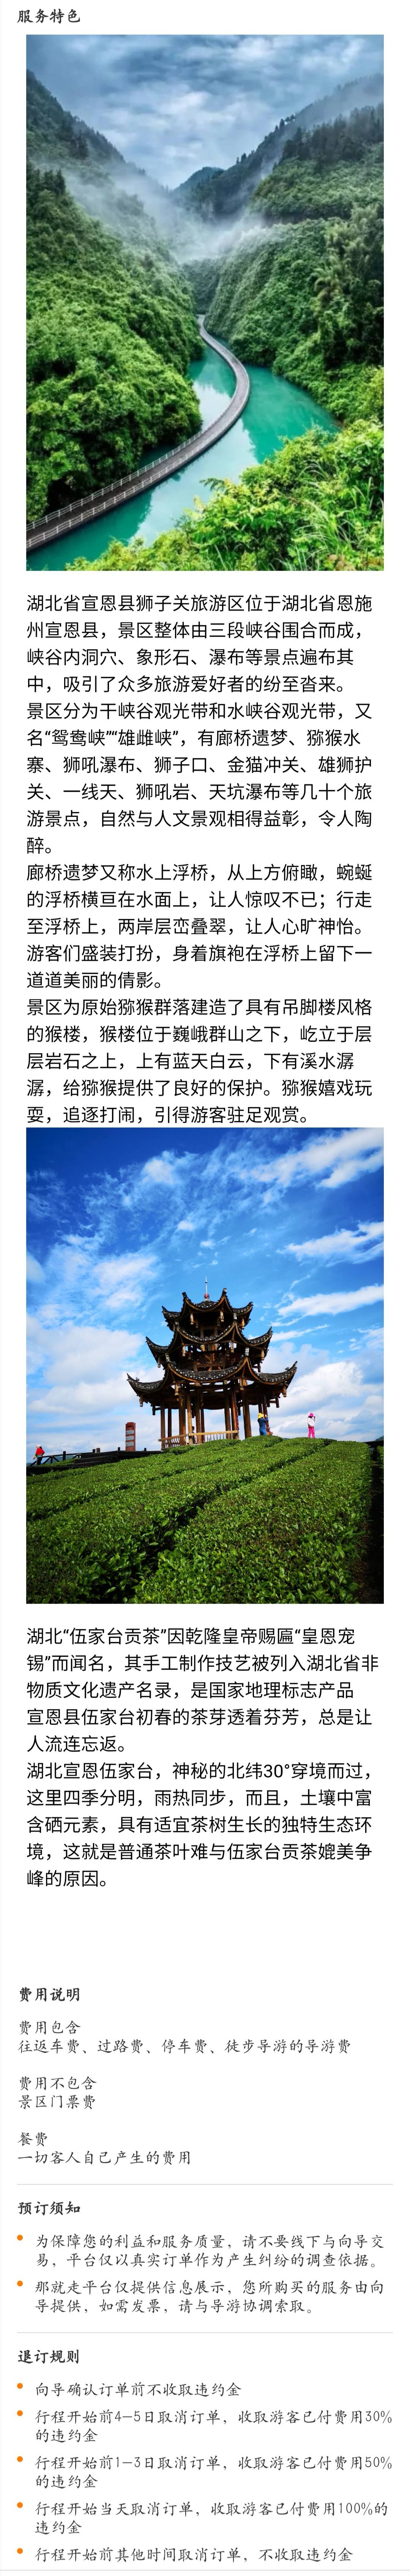 服务特色
湖北省宣恩县狮子关旅游区位于湖北省恩施
州宣恩县，景区整体由三段峡谷围合而成，
峡谷内洞穴、象形石、瀑布等景点遍布其
中，吸引了众多旅游爱好者的纷至沓来。
景区分为干峡谷观光带和水峡谷观光带，又
名“鸳鸯峡”“雄雌峡”，有廊桥遗梦、猕猴水
寨、狮吼瀑布、狮子口、金猫冲关、雄狮护
关、一线天、狮吼岩、天坑瀑布等几十个旅
游景点，自然与人文景观相得益彰，令人陶
醉。
廊桥遗梦又称水上浮桥，从上方俯瞰，蜿蜒
的浮桥横亘在水面上，让人惊叹不已；行走
至浮桥上，两岸层峦叠翠，让人心旷神怡。
游客们盛装打扮，身着旗袍在浮桥上留下一
道道美丽的倩影。
景区为原始猕猴群落建造了具有吊脚楼风格
的猴楼，猴楼位于巍峨群山之下，屹立于层
层岩石之上，上有蓝天白云，下有溪水潺
潺，给猕猴提供了良好的保护。猕猴嬉戏玩
耍，追逐打闹，引得游客驻足观赏。
湖北“伍家台贡茶”因乾隆皇帝赐匾“皇恩宠
锡”而闻名，其手工制作技艺被列入湖北省非
物质文化遗产名录，是国家地理标志产品
宣恩县伍家台初春的茶芽透着芬芳，总是让
人流连忘返。
湖北宣恩伍家台，神秘的北纬30°穿境而过，
这里四季分明，雨热同步，而且，土壤中富
含硒元素，具有适宜茶树生长的独特生态环
境，这就是普通茶叶难与伍家台贡茶媲美争
峰的原因。
费用说明
费用包含
往返车费、过路费、停车费、徒步导游的导游费
费用不包含
景区门票费
餐费
一切客人自己产生的费用
预订须知
为保障您的利益和服务质量，请不要线下与向导交
易，平台仅以真实订单作为产生纠纷的调查依据。
那就走平台仅提供信息展示，您所购买的服务由向
导提供，如需发票，请与导游协调索取。
退订规则
向导确认订单前不收取违约金
行程开始前4-5日取消订单，收取游客已付费用30%
的违约金
行程开始前1-3日取消订单，收取游客已付费用50%
的违约金
行程开始当天取消订单，收取游客已付费用100%的
违约金
行程开始前其他时间取消订单，不收取违约金